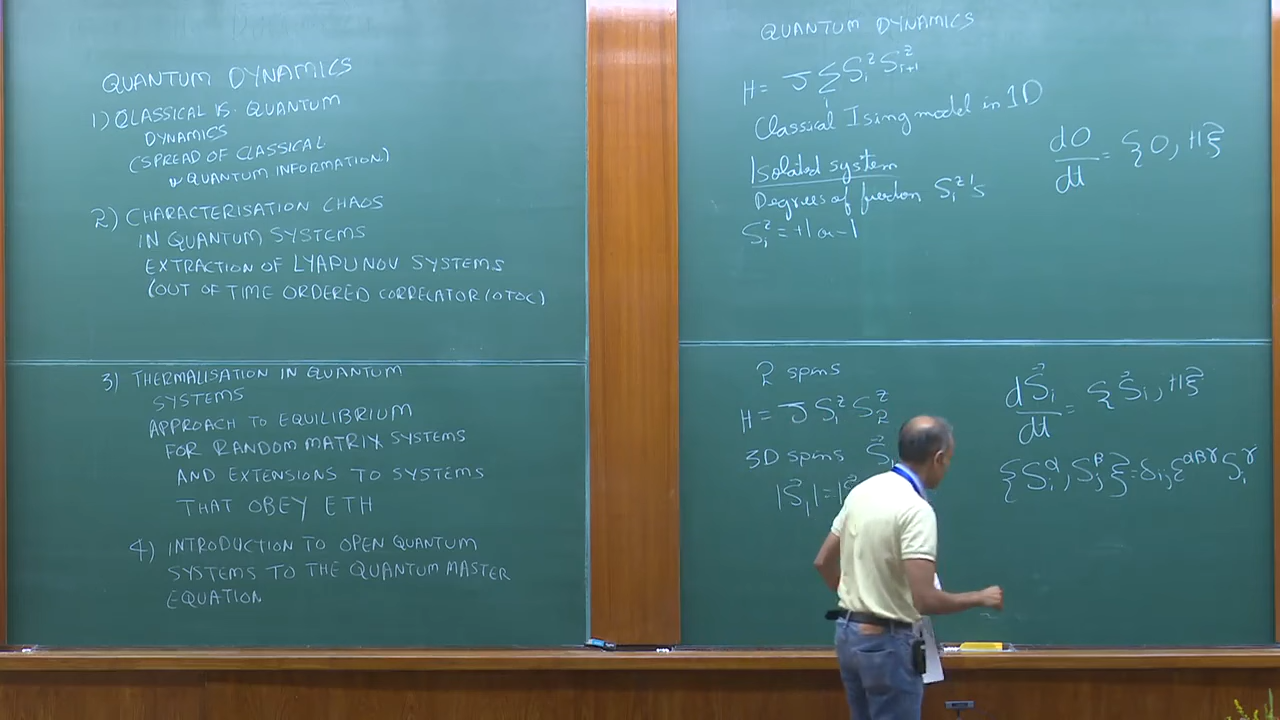 QUANTUM DYNAMICS
1) CLASSICAL VS. QUANTUM
DYNAMICS
(SPREAD OF CLASSICAL
& QUANTUM INFORMATION)
2) CHARACTERISATION CHAOS
IN QUANTUM SYSTEMS
EXTRACTION OF LYAPUNOV SYSTEMS
(OUT OF TIME ORDERED CORRELATOR/OTOC)
3) THERMALISATION IN QUANTUM
SYSTEMS
APPROACH TO EQUILIBRIUM
FOR RANDOM MATRIX SYSTEMS
AND EXTENSIONS TO SYSTEMS
THAT OBEY ETH
4) INTRODUCTION TO OPEN QUANTUM
SYSTEMS TO THE QUANTUM MASTER
EQUATION
QUANTUM DYNAMICS
H = J Σ_i S_i^z S_{i+1}^z
Classical Ising model in 1D
Isolated system
Degrees of freedom S_i^z's
S_i^z = +1 or -1
dO/dt = {O, H}
2 spins
H = J S_1^z S_2^z
3D spins
|S⃗_1| =
dS⃗_i/dt = {S⃗_i, H}
{S_i^α, S_j^β} = δ_ij ε^{αβγ} S_i^γ